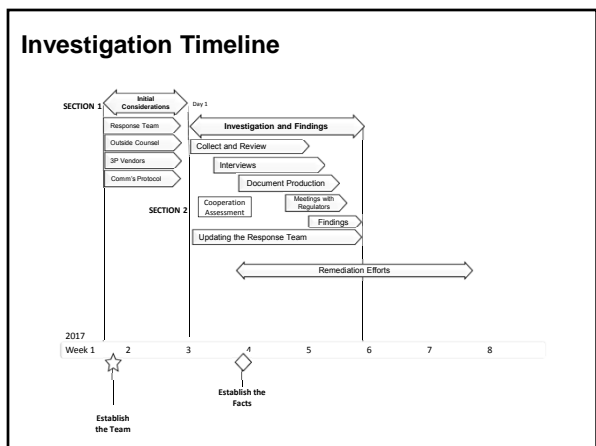 Investigation Timeline
SECTION 1
Initial
Considerations
Day 1
Response Team
Investigation and Findings
Outside Counsel
Collect and Review
3P Vendors
Interviews
Comm's Protocol
Document Production
SECTION 2
Cooperation
Assessment
Meetings with
Regulators
Findings
Updating the Response Team
Remediation Efforts
2017
Week 1 2 3 4 5 6 7 8
Establish the
Facts
Establish
the Team